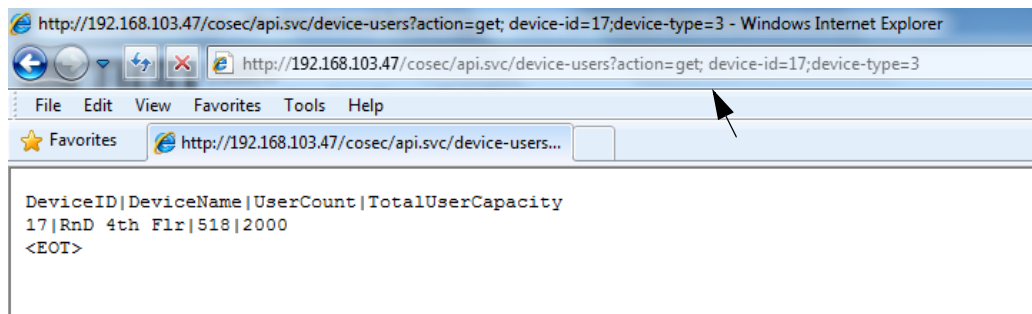 http://192.168.103.47/cosec/api.svc/device-users?action=get; device-id=17;device-type=3 - Windows Internet Explorer
http://192.168.103.47/cosec/api.svc/device-users?action=get; device-id=17;device-type=3
File Edit View Favorites Tools Help
Favorites http://192.168.103.47/cosec/api.svc/device-users...
DeviceID|DeviceName|UserCount|TotalUserCapacity
17|RnD 4th Flr|518|2000
<EOT>